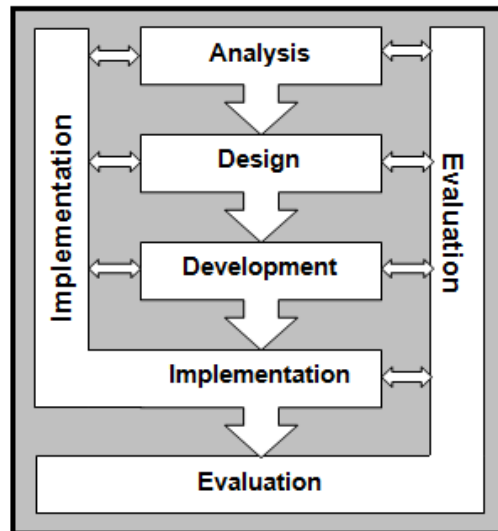 Analysis
Design
Development
Implementation
Evaluation
Implementation
Evaluation